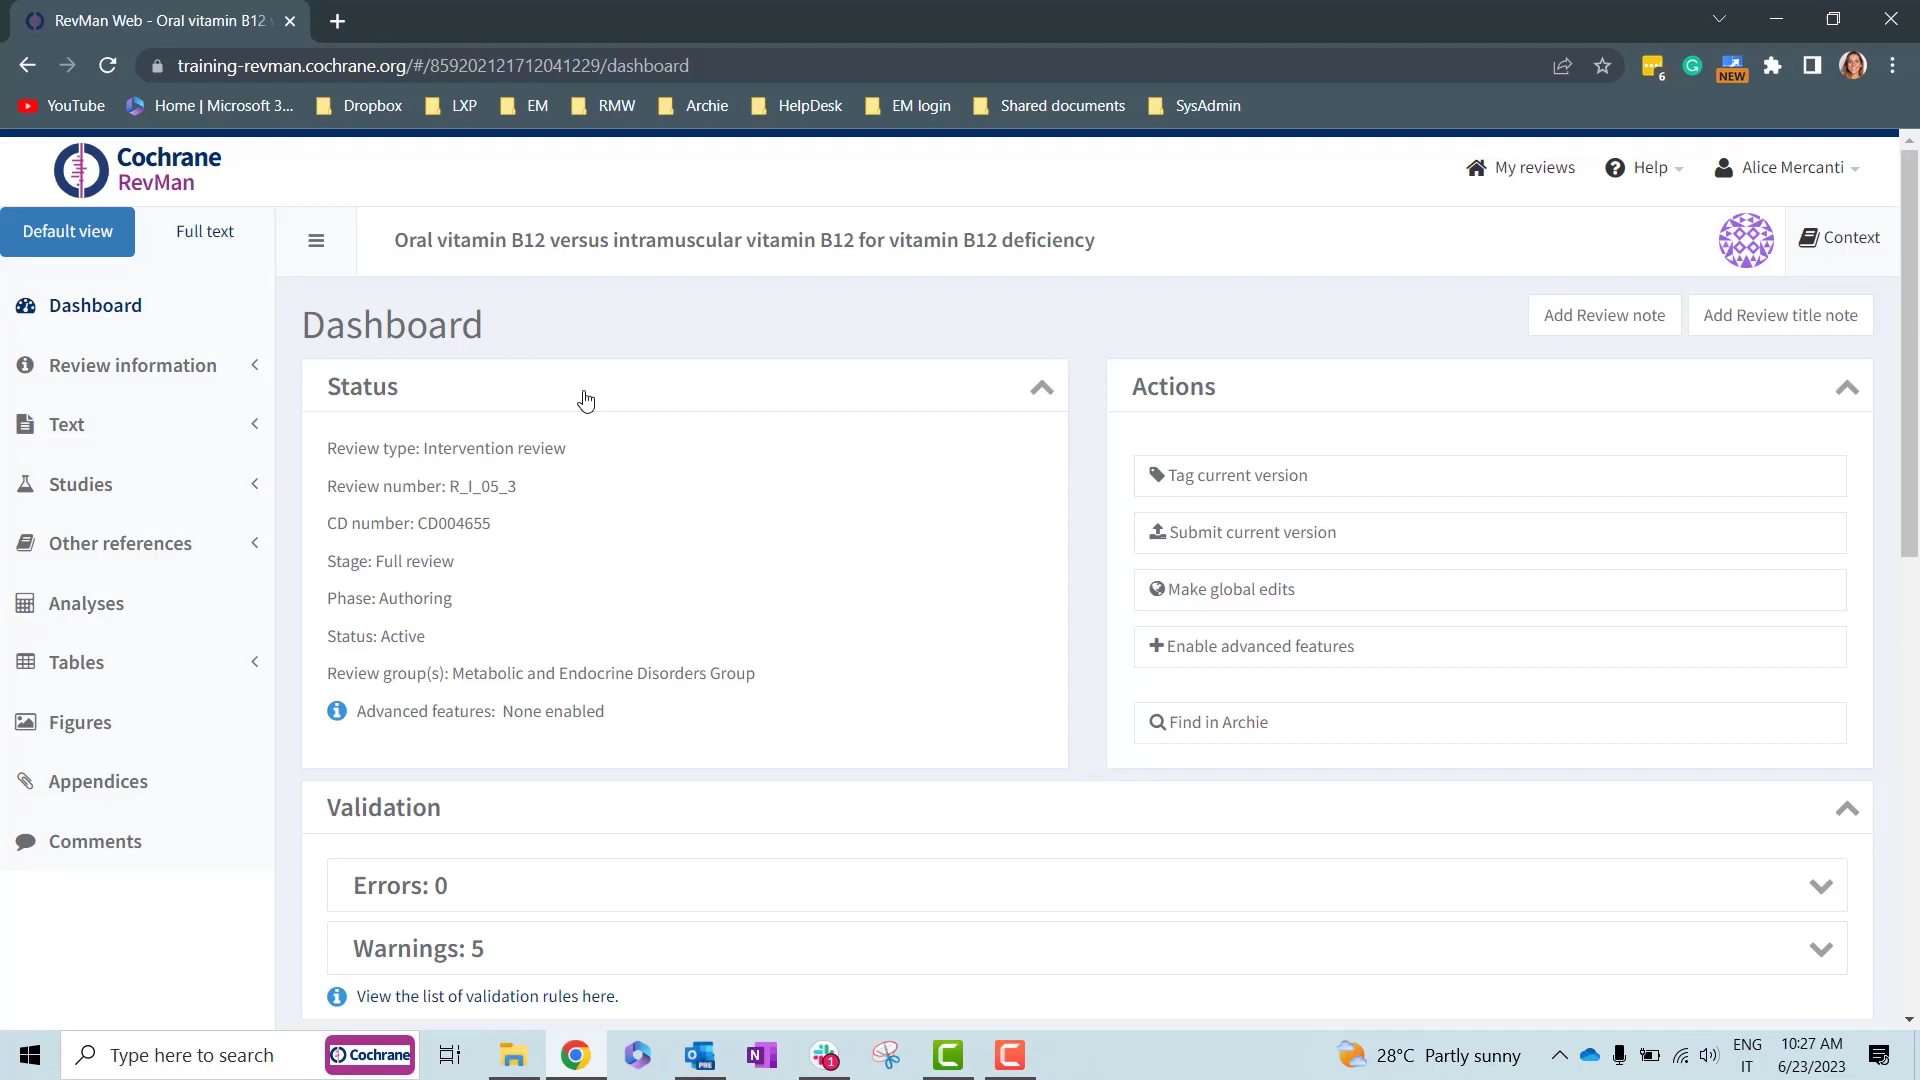 RevMan Web - Oral vitamin B12
training-revman.cochrane.org/#/859202121712041229/dashboard
6
NEW
YouTube
Home | Microsoft 3...
Dropbox
LXP
EM
RMW
Archie
HelpDesk
EM login
Shared documents
SysAdmin
Cochrane
RevMan
My reviews
Help
Alice Mercanti
Default view
Full text
Oral vitamin B12 versus intramuscular vitamin B12 for vitamin B12 deficiency
Context
Dashboard
Review information
Text
Studies
Other references
Analyses
Tables
Figures
Appendices
Comments
Dashboard
Add Review note
Add Review title note
Status
Review type: Intervention review
Review number: R_I_05_3
CD number: CD004655
Stage: Full review
Phase: Authoring
Status: Active
Review group(s): Metabolic and Endocrine Disorders Group
Advanced features: None enabled
Actions
Tag current version
Submit current version
Make global edits
Enable advanced features
Find in Archie
Validation
Errors: 0
Warnings: 5
View the list of validation rules here.
Type here to search
Cochrane
PRE
1
28°C Partly sunny
ENG
IT
10:27 AM
6/23/2023